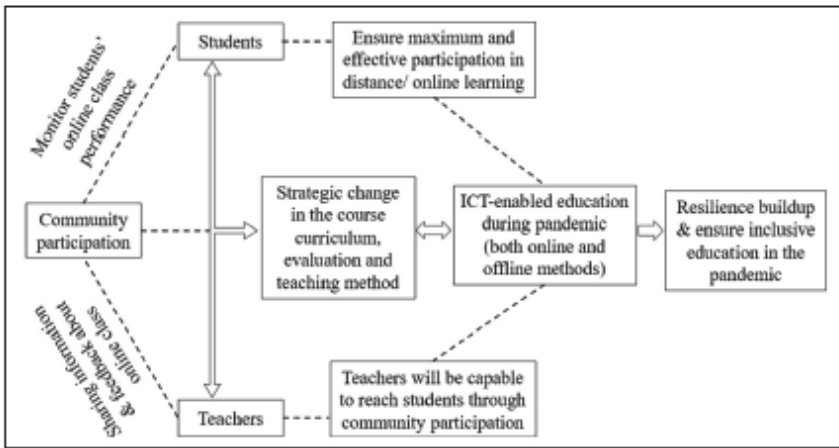 Students
Ensure maximum and
effective participation in
distance/ online learning
Monitor students'
online class
performance
Community
participation
Strategic change
in the course
curriculum,
evaluation and
teaching method
ICT-enabled education
during pandemic
(both online and
offline methods)
Resilience buildup
& ensure inclusive
education in the
pandemic
Sharing information
& feedback about
online class
Teachers
Teachers will be capable
to reach students through
community participation